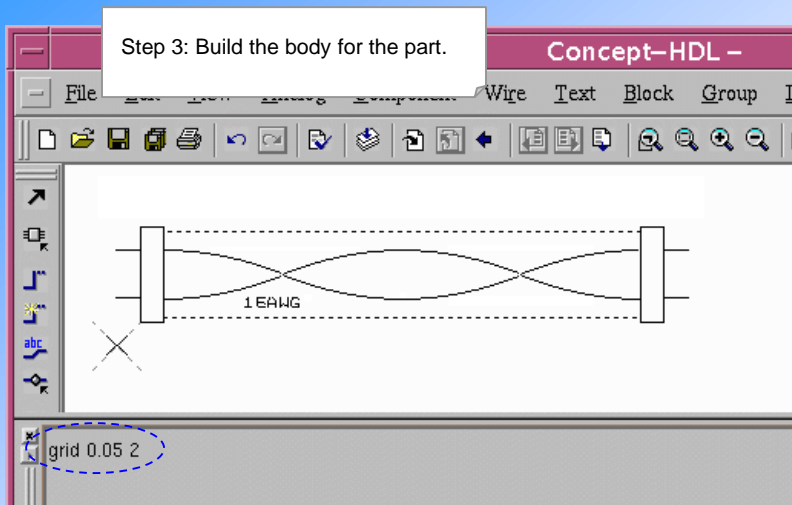 Step 3: Build the body for the part.
Concept–HDL –
File Wire Text Block Group
abc
16AWG
grid 0.05 2